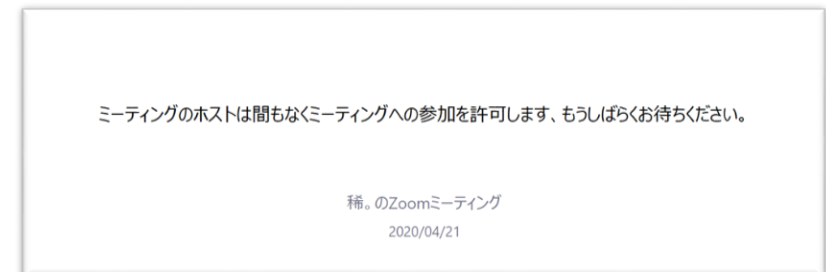 ミーティングのホストは間もなくミーティングへの参加を許可します、もうしばらくお待ちください。
稀。のZoomミーティング
2020/04/21